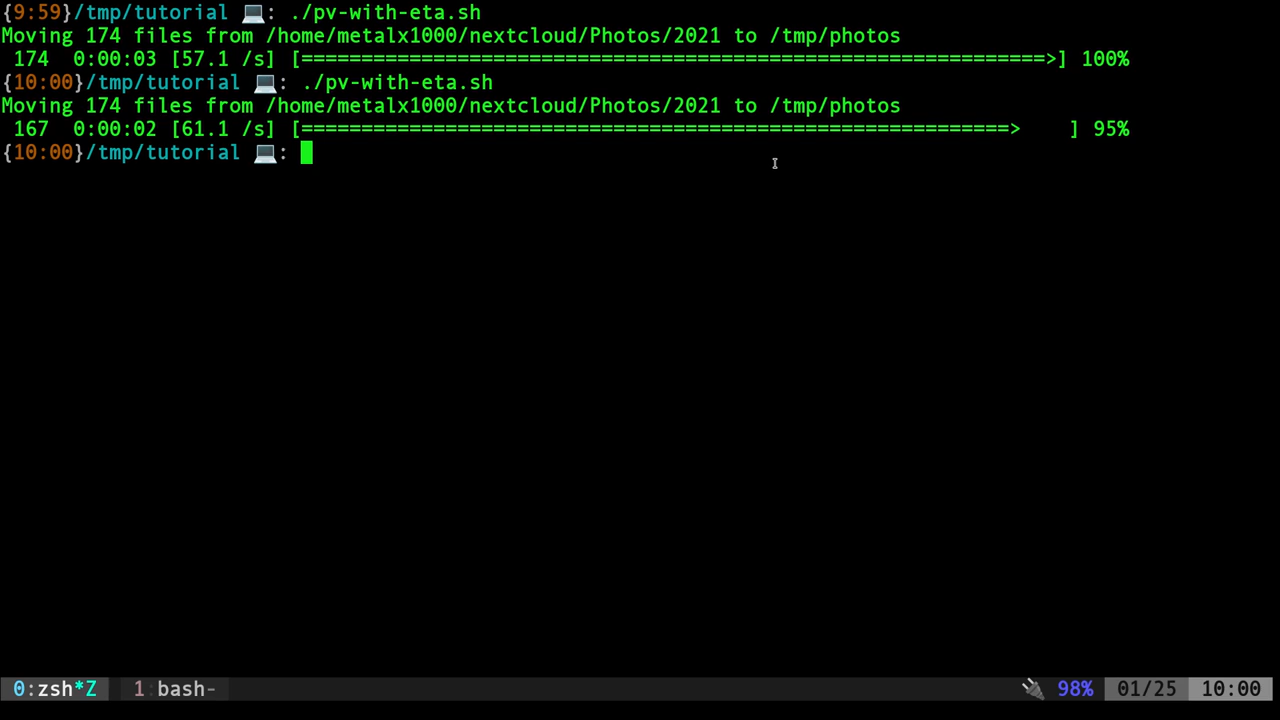 {9:59}/tmp/tutorial 💻: ./pv-with-eta.sh
Moving 174 files from /home/metalx1000/nextcloud/Photos/2021 to /tmp/photos
 174  0:00:03 [57.1 /s] [===============================================================>] 100%
{10:00}/tmp/tutorial 💻: ./pv-with-eta.sh
Moving 174 files from /home/metalx1000/nextcloud/Photos/2021 to /tmp/photos
 167  0:00:02 [61.1 /s] [============================================================>    ] 95%
{10:00}/tmp/tutorial 💻:
0:zsh*Z 1 bash- 🔌 98% 01/25 10:00